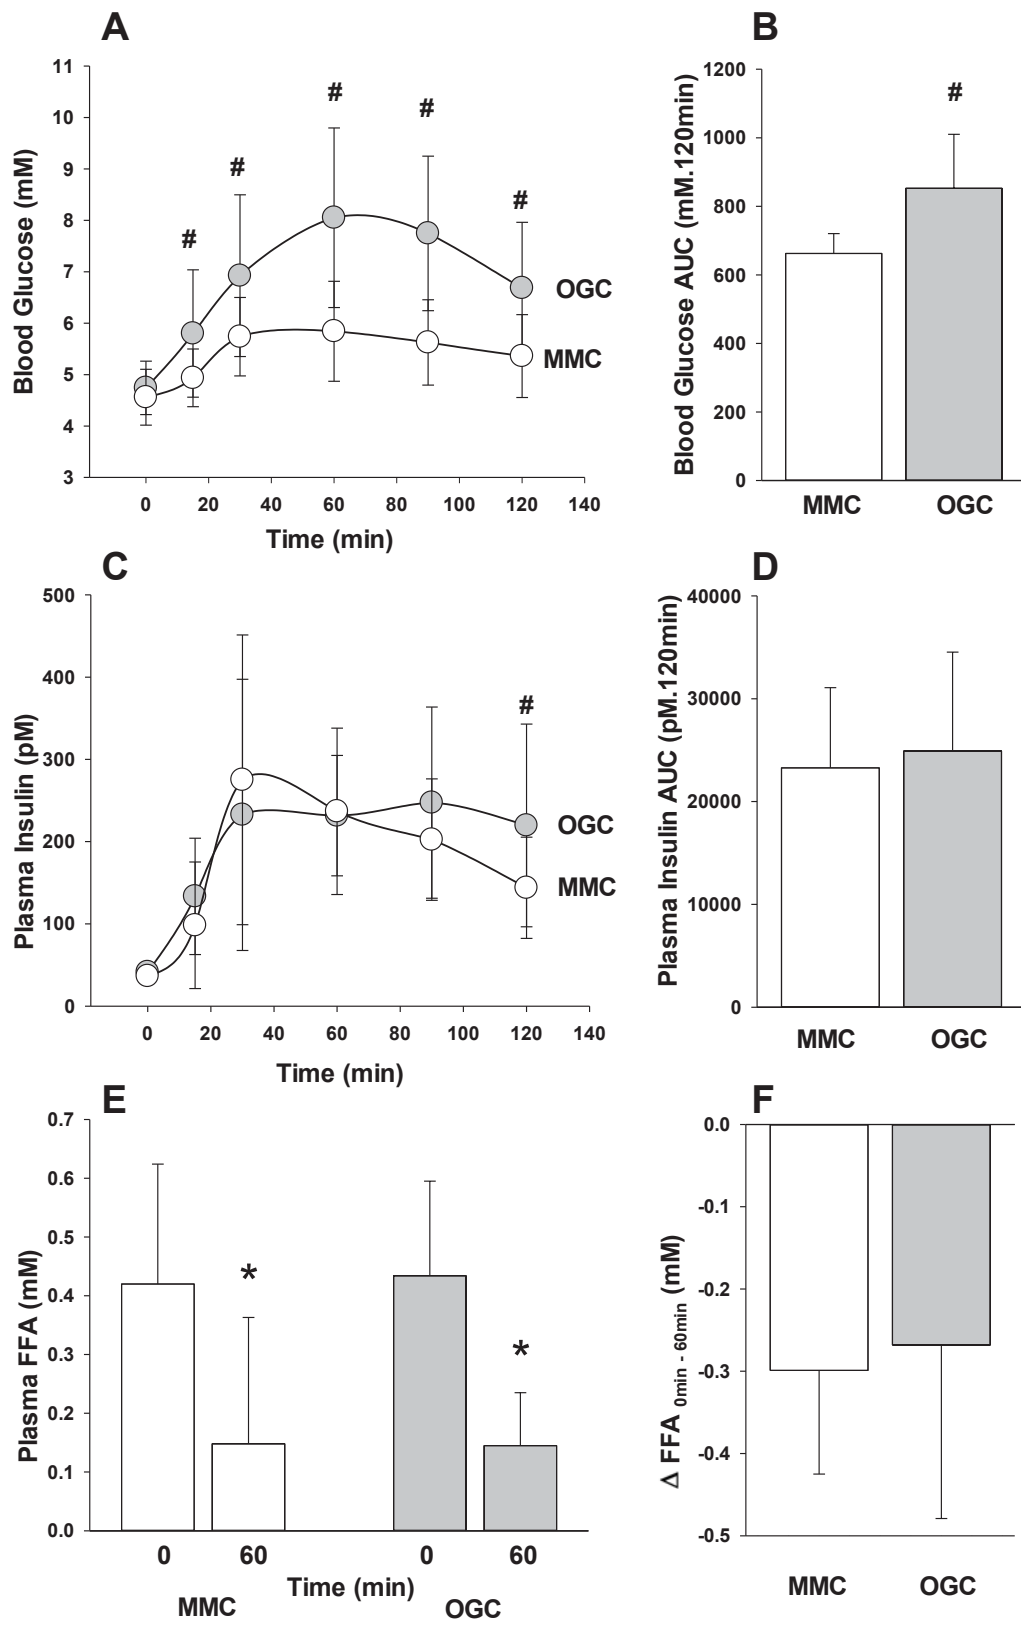 A
Blood Glucose (mM)
11
10
9
8
7
6
5
4
3
#
#
#
#
#
OGC
MMC
0 20 40 60 80 100 120 140
Time (min)
B
Blood Glucose AUC (mM.120min)
1200
1000
800
600
400
200
0
#
MMC OGC
C
Plasma Insulin (pM)
500
400
300
200
100
0
#
OGC
MMC
0 20 40 60 80 100 120 140
Time (min)
D
Plasma Insulin AUC (pM.120min)
40000
30000
20000
10000
0
MMC OGC
E
Plasma FFA (mM)
0.7
0.6
0.5
0.4
0.3
0.2
0.1
0.0
*
*
0 60 0 60
Time (min)
MMC OGC
F
Δ FFA 0min - 60min (mM)
0.0
-0.1
-0.2
-0.3
-0.4
-0.5
MMC OGC